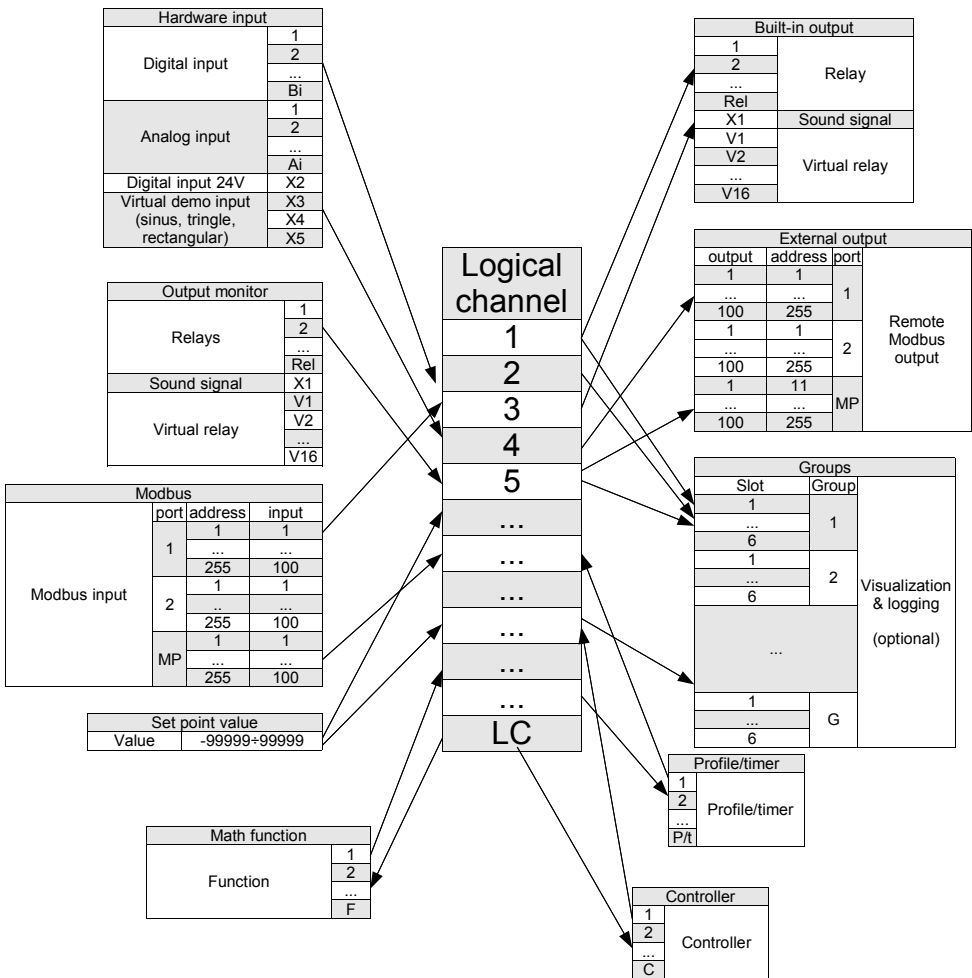 Hardware input
Digital input
1
2
...
Bi
Analog input
1
2
...
Ai
Digital input 24V X2
Virtual demo input
(sinus, tringle,
rectangular)
X3
X4
X5
Output monitor
Relays
1
2
...
Rel
Sound signal X1
Virtual relay
V1
V2
...
V16
Modbus
port address input
Modbus input
1
1 1
... ...
255 100
2
1 1
.. ...
255 100
MP
1 1
... ...
255 100
Set point value
Value -99999÷99999
Math function
Function
1
2
...
F
Logical
channel
1
2
3
4
5
...
...
...
...
...
...
LC
Built-in output
1
2
...
Rel
Relay
X1 Sound signal
V1
V2
...
V16
Virtual relay
External output
output address port
1 1
... ...
100 255
1
1 1
... ...
100 255
2
1 11
... ...
100 255
MP
Remote
Modbus
output
Groups
Slot Group
1
...
6
1
1
...
6
2
...
1
...
6
G
Visualization
& logging
(optional)
Profile/timer
1
2
...
P/t
Profile/timer
Controller
1
2
...
C
Controller